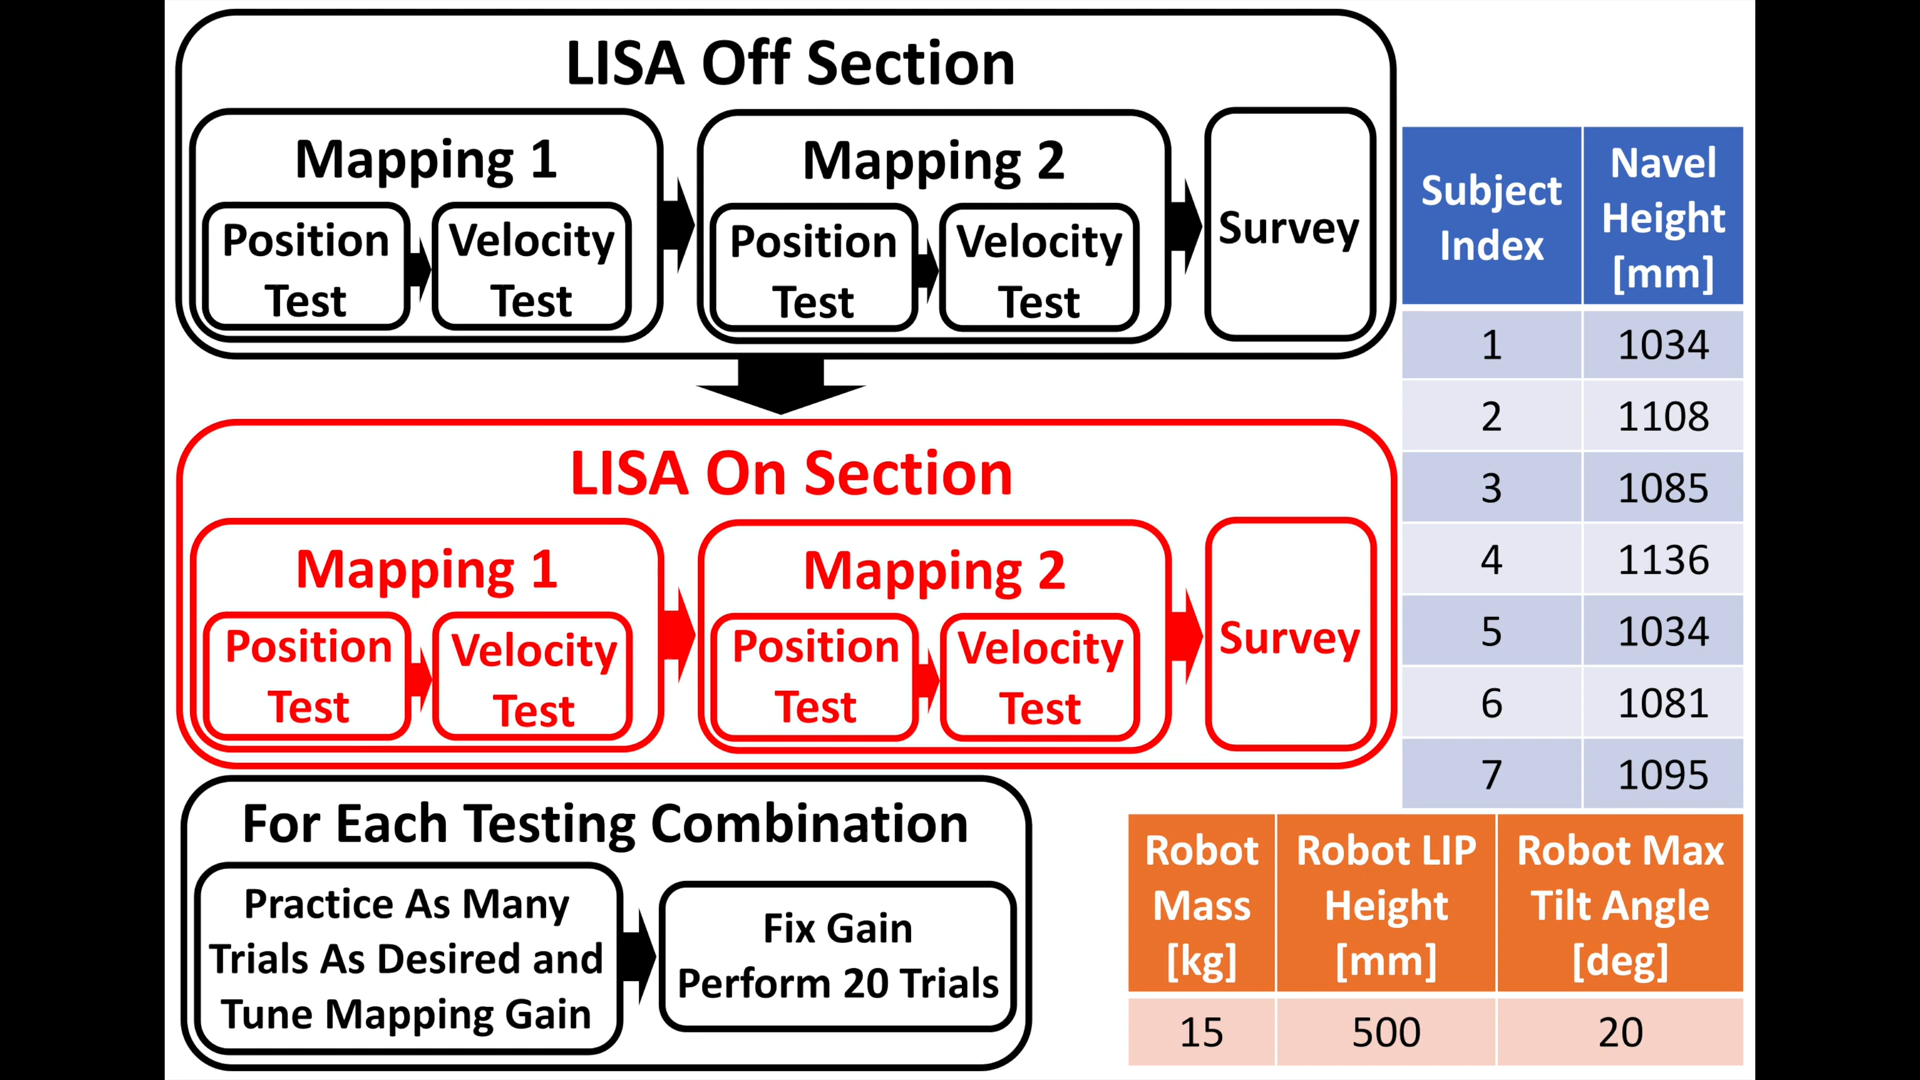 LISA Off Section
Mapping 1
Position
Test
Velocity
Test
Mapping 2
Position
Test
Velocity
Test
Survey
LISA On Section
Mapping 1
Position
Test
Velocity
Test
Mapping 2
Position
Test
Velocity
Test
Survey
For Each Testing Combination
Practice As Many
Trials As Desired and
Tune Mapping Gain
Fix Gain
Perform 20 Trials
Subject
Index
Navel
Height
[mm]
1 1034
2 1108
3 1085
4 1136
5 1034
6 1081
7 1095
Robot
Mass
[kg]
Robot LIP
Height
[mm]
Robot Max
Tilt Angle
[deg]
15 500 20